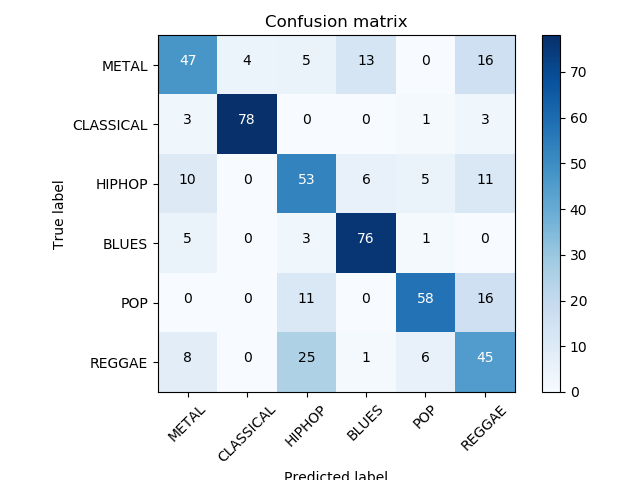 Confusion matrix
METAL 47 4 5 13 0 16
CLASSICAL 3 78 0 0 1 3
HIPHOP 10 0 53 6 5 11
BLUES 5 0 3 76 1 0
POP 0 0 11 0 58 16
REGGAE 8 0 25 1 6 45
True label
METAL CLASSICAL HIPHOP BLUES POP REGGAE
Predicted label
70
60
50
40
30
20
10
0